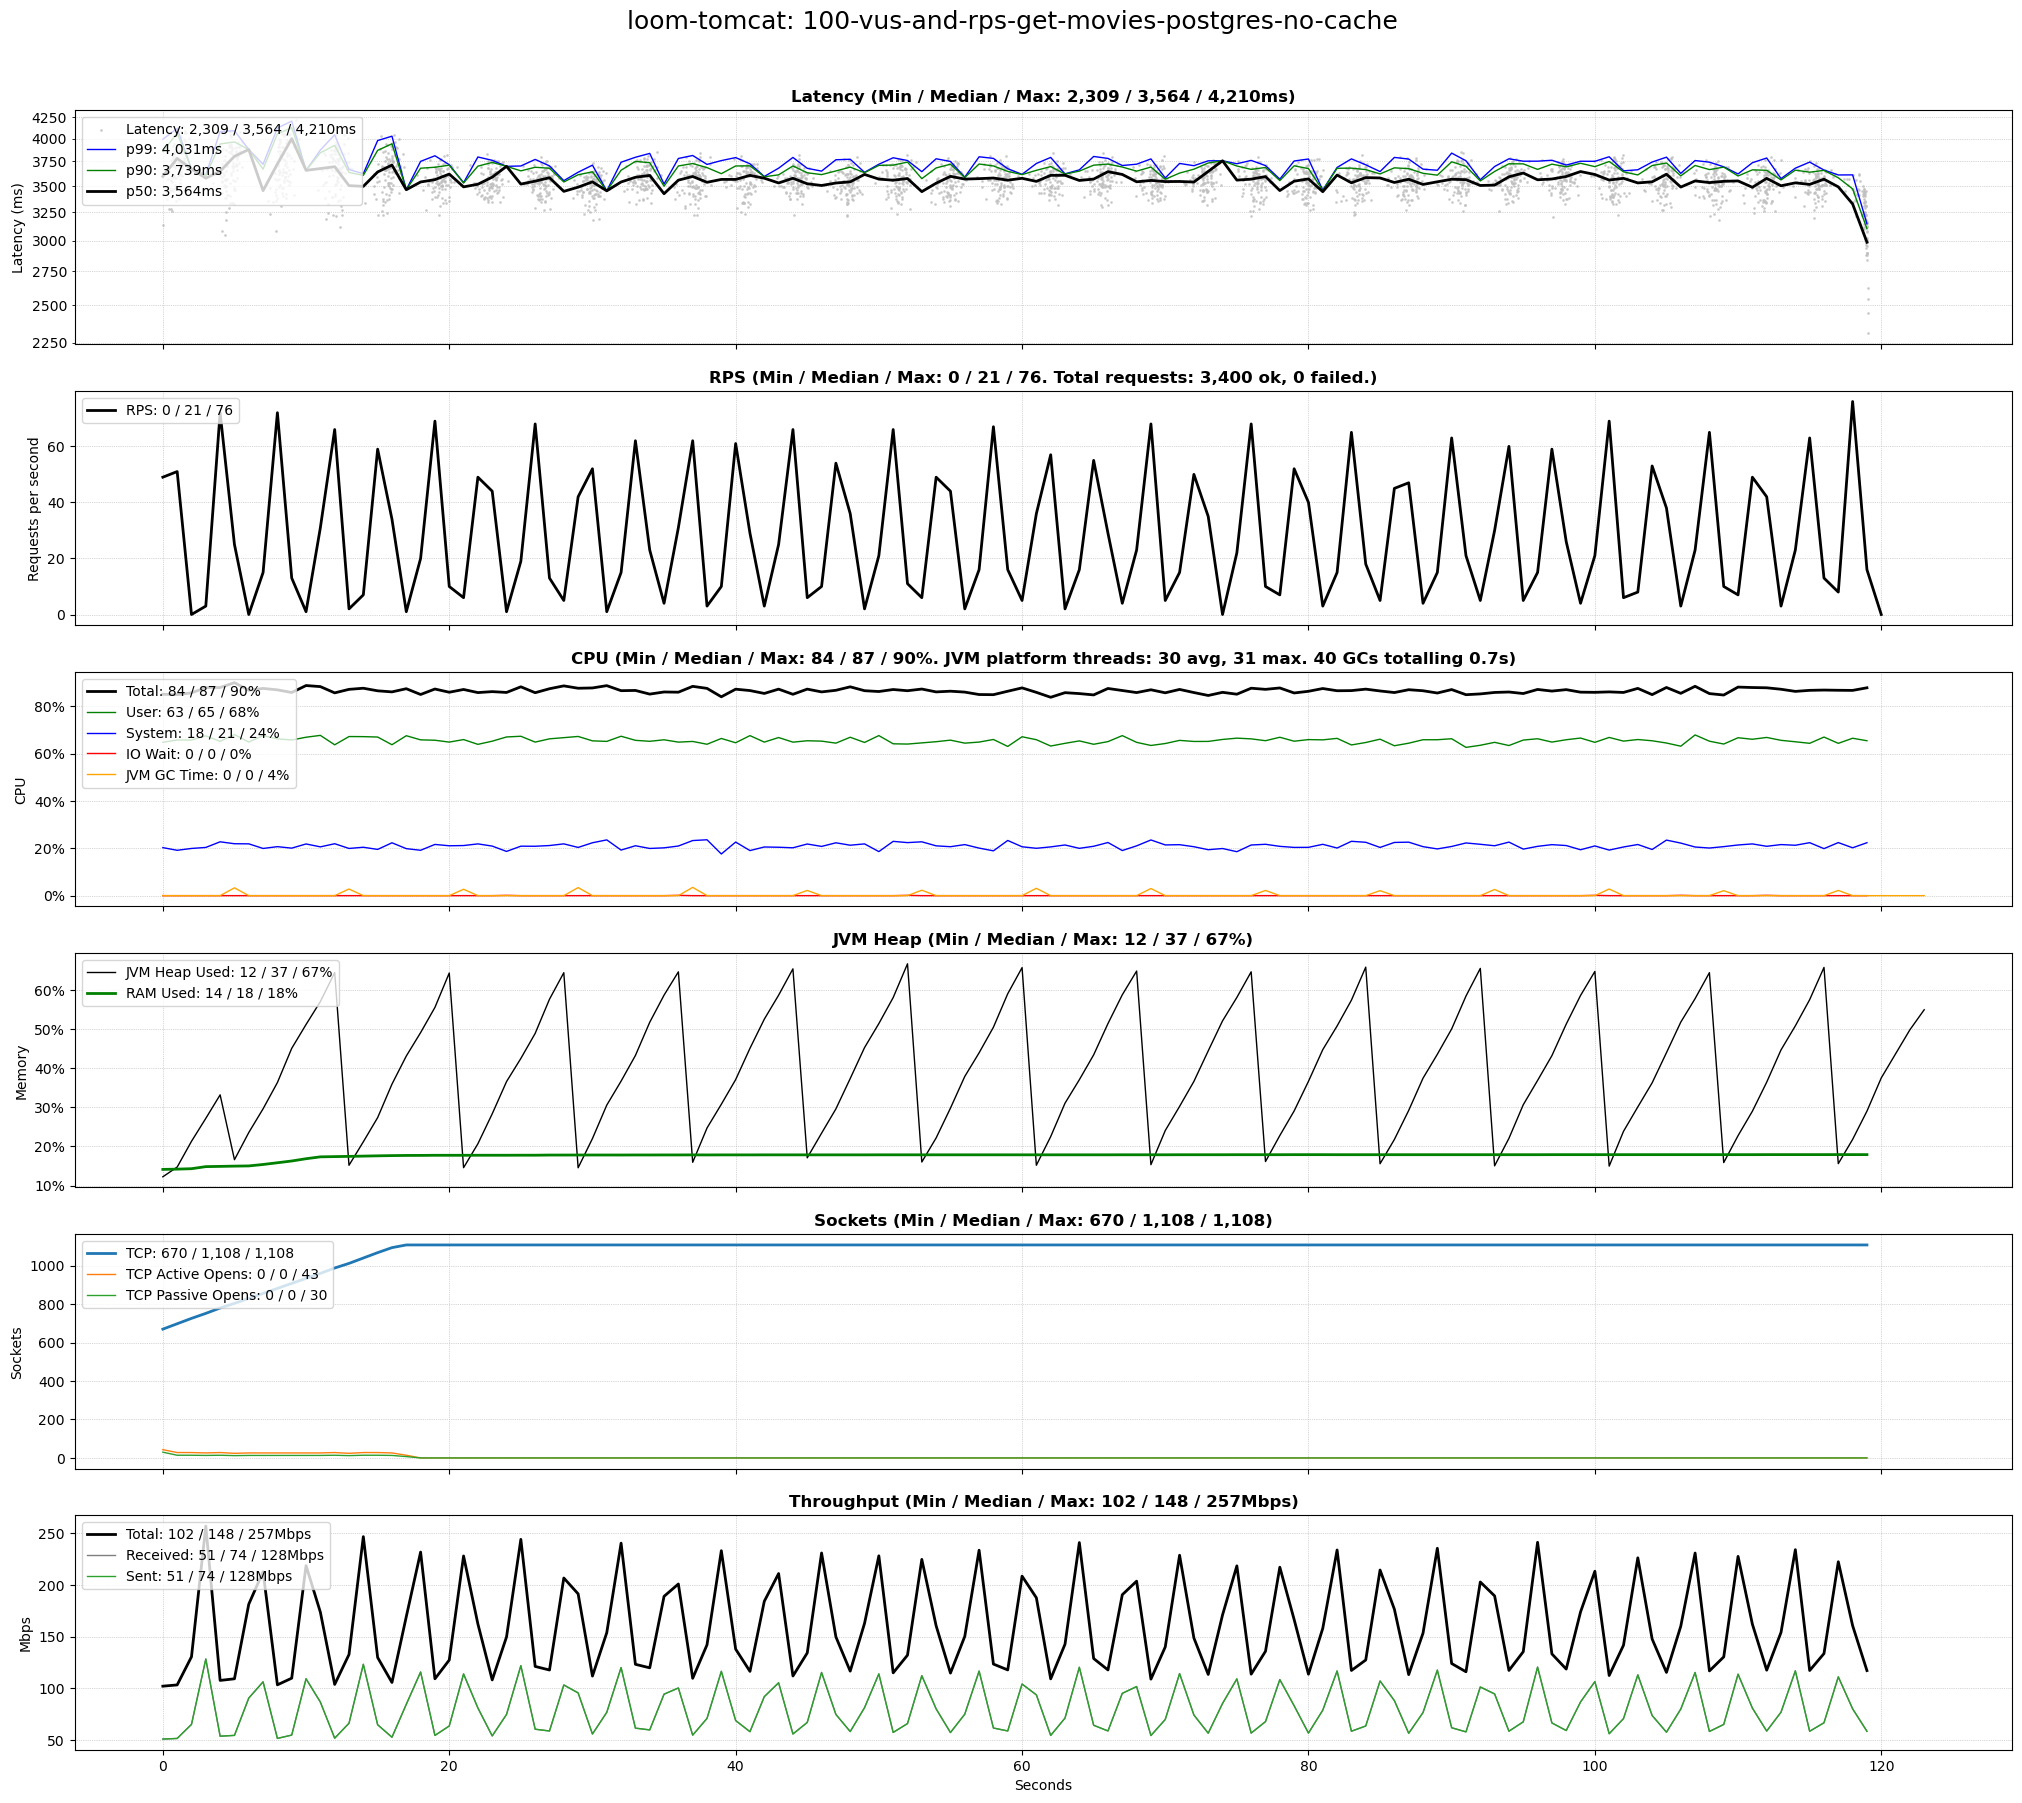 loom-tomcat: 100-vus-and-rps-get-movies-postgres-no-cache
Latency (Min / Median / Max: 2,309 / 3,564 / 4,210ms)
Latency: 2,309 / 3,564 / 4,210ms
p99: 4,031ms
p90: 3,739ms
p50: 3,564ms
Latency (ms)
4250
4000
3750
3500
3250
3000
2750
2500
2250
RPS (Min / Median / Max: 0 / 21 / 76. Total requests: 3,400 ok, 0 failed.)
RPS: 0 / 21 / 76
Requests per second
60
40
20
0
CPU (Min / Median / Max: 84 / 87 / 90%. JVM platform threads: 30 avg, 31 max. 40 GCs totalling 0.7s)
Total: 84 / 87 / 90%
User: 63 / 65 / 68%
System: 18 / 21 / 24%
IO Wait: 0 / 0 / 0%
JVM GC Time: 0 / 0 / 4%
CPU
80%
60%
40%
20%
0%
JVM Heap (Min / Median / Max: 12 / 37 / 67%)
JVM Heap Used: 12 / 37 / 67%
RAM Used: 14 / 18 / 18%
Memory
60%
50%
40%
30%
20%
10%
Sockets (Min / Median / Max: 670 / 1,108 / 1,108)
TCP: 670 / 1,108 / 1,108
TCP Active Opens: 0 / 0 / 43
TCP Passive Opens: 0 / 0 / 30
Sockets
1000
800
600
400
200
0
Throughput (Min / Median / Max: 102 / 148 / 257Mbps)
Total: 102 / 148 / 257Mbps
Received: 51 / 74 / 128Mbps
Sent: 51 / 74 / 128Mbps
Mbps
250
200
150
100
50
0 20 40 60 80 100 120
Seconds